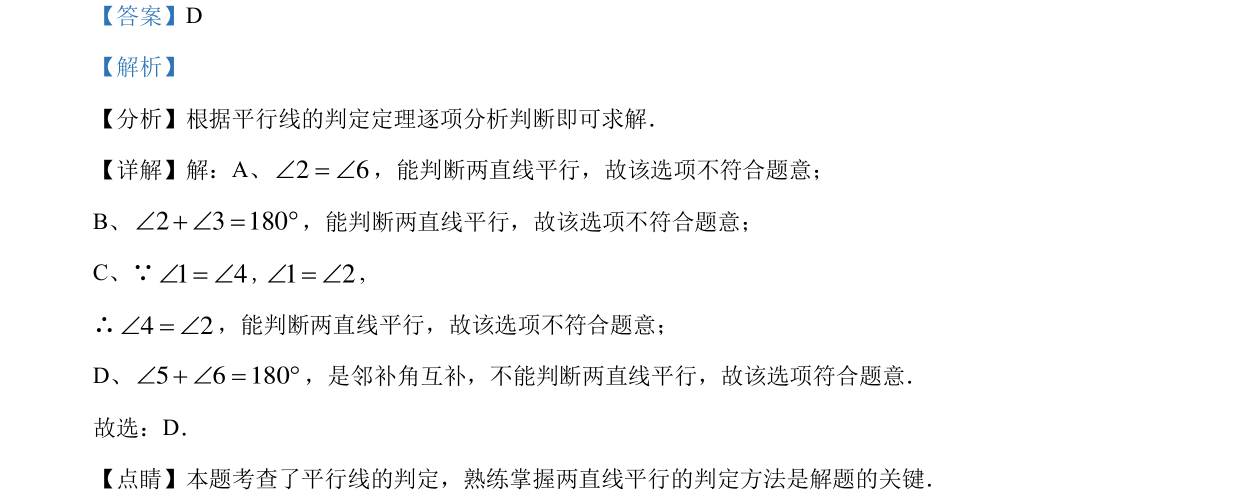 【答案】D
【解析】
【分析】根据平行线的判定定理逐项分析判断即可求解．
【详解】解：A、∠2＝∠6，能判断两直线平行，故该选项不符合题意；
B、∠2+∠3＝180°，能判断两直线平行，故该选项不符合题意；
C、∵∠1＝∠4，∠1＝∠2，
∴∠4＝∠2，能判断两直线平行，故该选项不符合题意；
D、∠5+∠6＝180°，是邻补角互补，不能判断两直线平行，故该选项符合题意．
故选：D．
【点睛】本题考查了平行线的判定，熟练掌握两直线平行的判定方法是解题的关键．